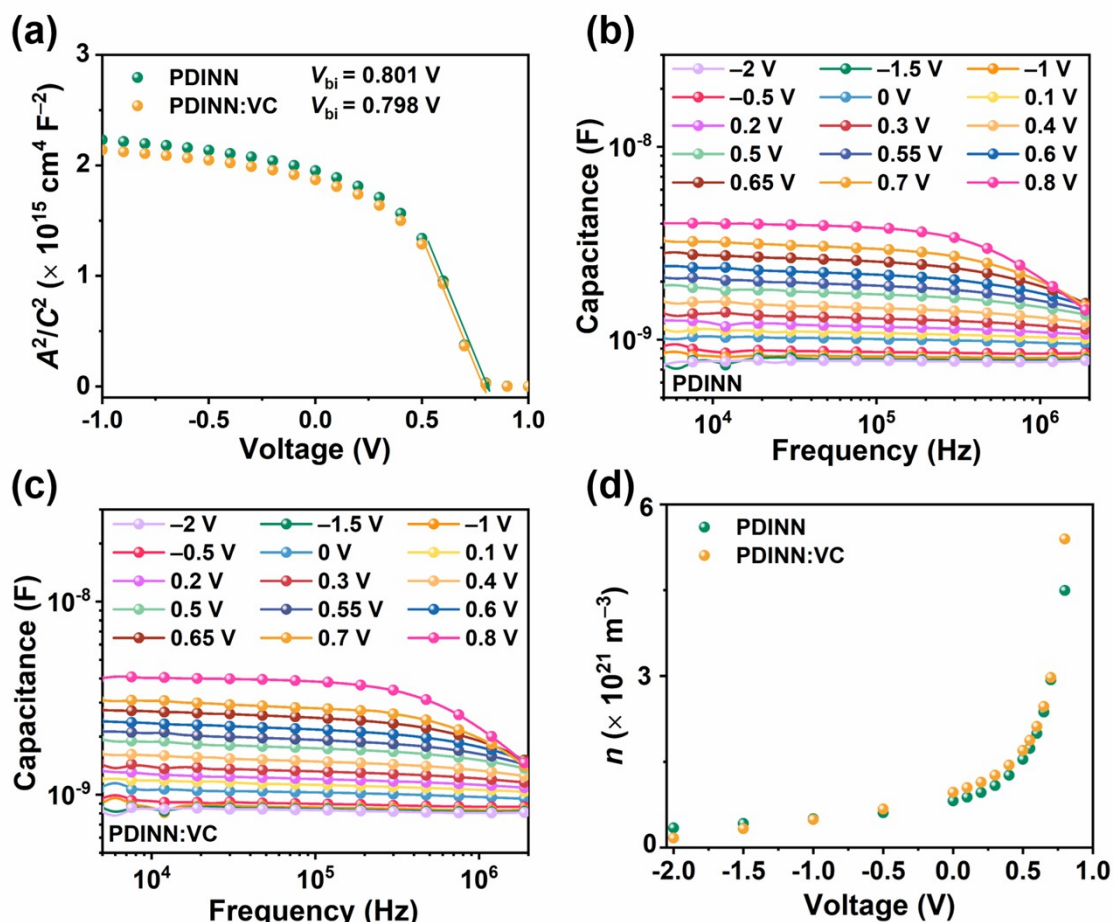 (a)
3
2
1
0
A²/C² (× 10¹⁵ cm⁴ F⁻²)
PDINN Vbi = 0.801 V
PDINN:VC Vbi = 0.798 V
-1.0 -0.5 0.0 0.5 1.0
Voltage (V)
(b)
Capacitance (F)
10⁻⁸
10⁻⁹
–2 V –1.5 V –1 V
–0.5 V 0 V 0.1 V
0.2 V 0.3 V 0.4 V
0.5 V 0.55 V 0.6 V
0.65 V 0.7 V 0.8 V
PDINN
10⁴ 10⁵ 10⁶
Frequency (Hz)
(c)
Capacitance (F)
10⁻⁸
10⁻⁹
–2 V –1.5 V –1 V
–0.5 V 0 V 0.1 V
0.2 V 0.3 V 0.4 V
0.5 V 0.55 V 0.6 V
0.65 V 0.7 V 0.8 V
PDINN:VC
10⁴ 10⁵ 10⁶
Frequency (Hz)
(d)
6
3
0
n (× 10²¹ m⁻³)
PDINN
PDINN:VC
-2.0 -1.5 -1.0 -0.5 0.0 0.5 1.0
Voltage (V)